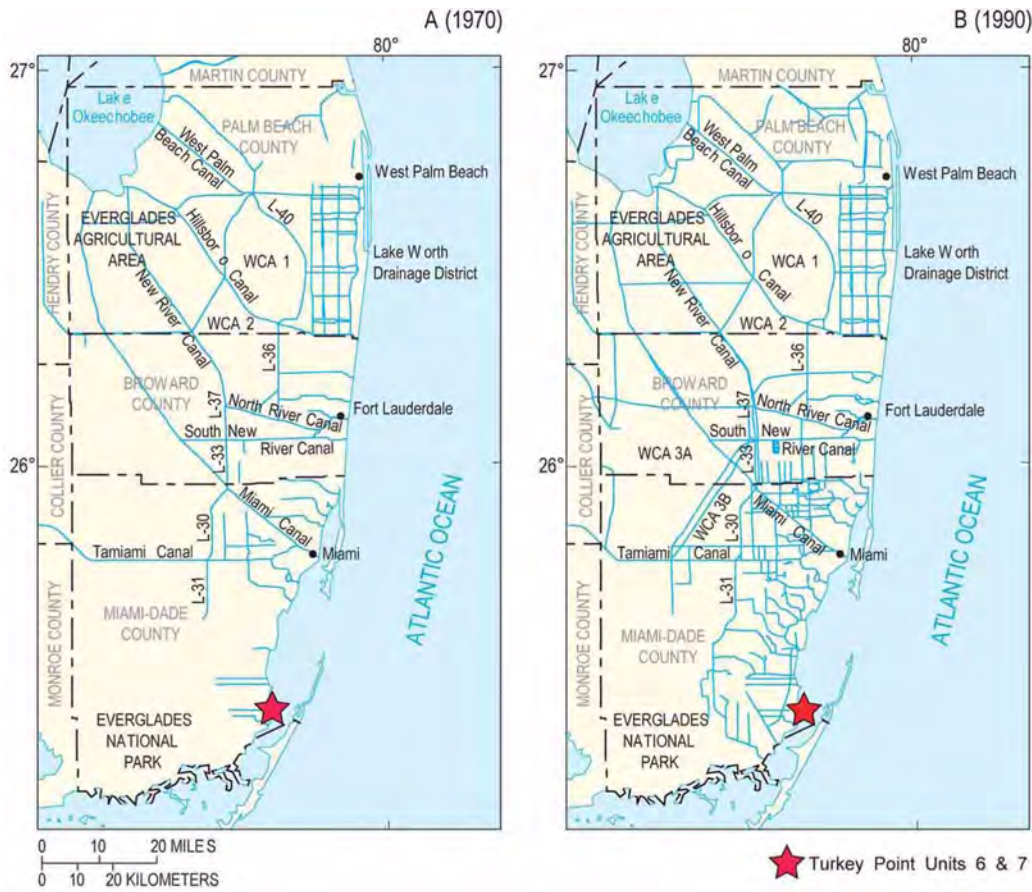 A (1970)
80°
27°
MARTIN COUNTY
Lake
Okeechobee
PALM BEACH
COUNTY
West Palm
Beach Canal
West Palm Beach
HENDRY COUNTY
EVERGLADES
AGRICULTURAL
AREA
Hillsbor o Canal
L-40
WCA 1
Lake W orth
Drainage District
New River Canal
WCA 2
L-36
BROWARD
COUNTY
L-37
North River Canal
Fort Lauderdale
South New
River Canal
L-33
26°
COLLIER COUNTY
Miami Canal
L-30
Tamiami Canal
Miami
L-31
ATLANTIC OCEAN
MIAMI-DADE
COUNTY
MONROE COUNTY
EVERGLADES
NATIONAL
PARK
0 10 20 MILES
0 10 20 KILOMETERS
B (1990)
80°
27°
MARTIN COUNTY
Lake
Okeechobee
PALM BEACH
COUNTY
West Palm
Beach Canal
West Palm Beach
HENDRY COUNTY
EVERGLADES
AGRICULTURAL
AREA
Hillsbor o Canal
L-40
WCA 1
Lake Worth
Drainage District
New River Canal
WCA 2
L-36
BROWARD
COUNTY
L-37
North River Canal
Fort Lauderdale
South New
River Canal
WCA 3A
L-33
26°
COLLIER COUNTY
WCA 3B
Miami Canal
L-30
Tamiami Canal
Miami
L-31
ATLANTIC OCEAN
MIAMI-DADE
COUNTY
MONROE COUNTY
EVERGLADES
NATIONAL
PARK
80°
Turkey Point Units 6 & 7